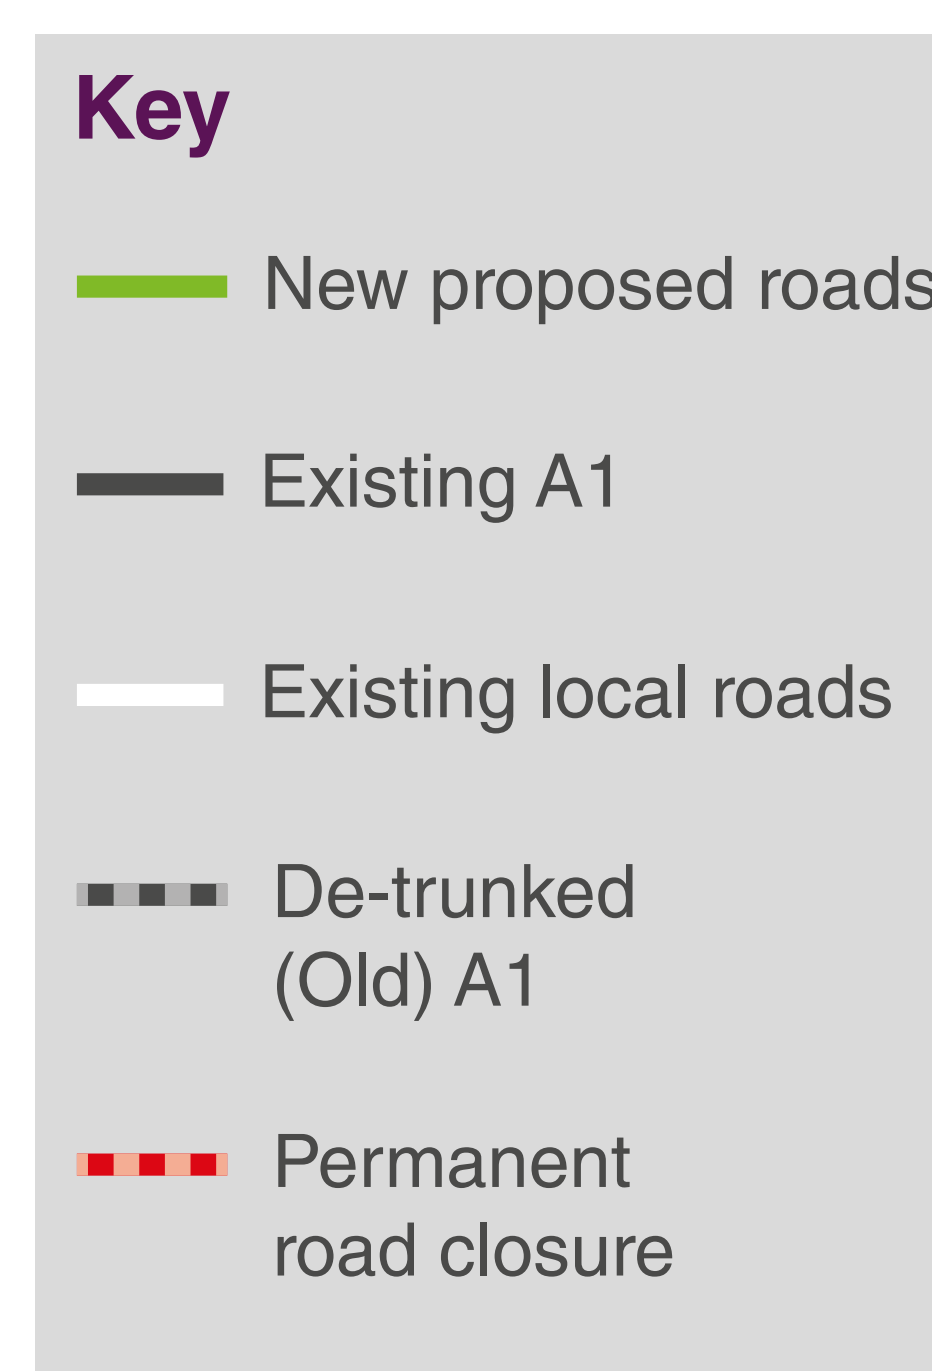 Key
New proposed roads
Existing A1
Existing local roads
De-trunked
(Old) A1
Permanent
road closure